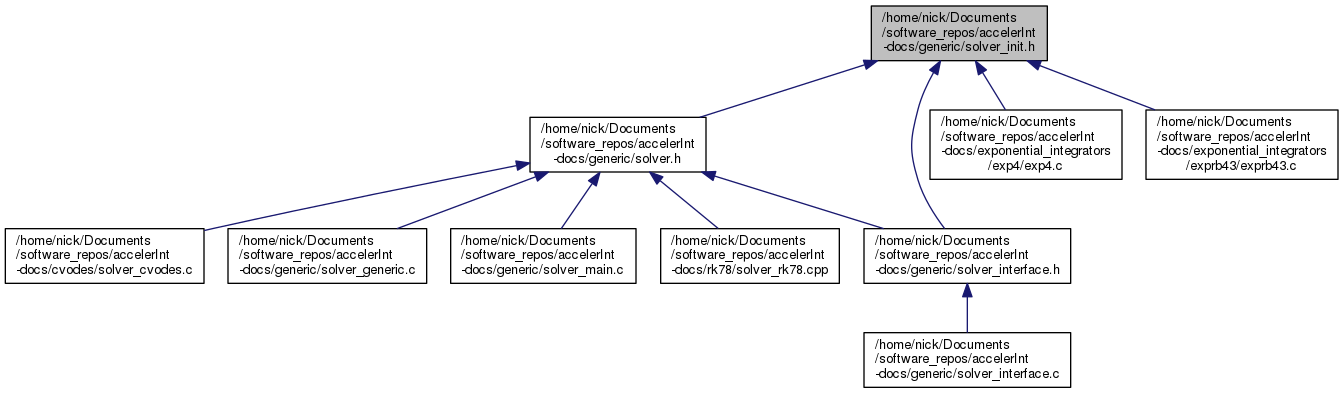 /home/nick/Documents
/software_repos/accelerInt
-docs/generic/solver_init.h
/home/nick/Documents
/software_repos/accelerInt
-docs/generic/solver.h
/home/nick/Documents
/software_repos/accelerInt
-docs/exponential_integrators
/exp4/exp4.c
/home/nick/Documents
/software_repos/accelerInt
-docs/exponential_integrators
/exprb43/exprb43.c
/home/nick/Documents
/software_repos/accelerInt
-docs/cvodes/solver_cvodes.c
/home/nick/Documents
/software_repos/accelerInt
-docs/generic/solver_generic.c
/home/nick/Documents
/software_repos/accelerInt
-docs/generic/solver_main.c
/home/nick/Documents
/software_repos/accelerInt
-docs/rk78/solver_rk78.cpp
/home/nick/Documents
/software_repos/accelerInt
-docs/generic/solver_interface.h
/home/nick/Documents
/software_repos/accelerInt
-docs/generic/solver_interface.c